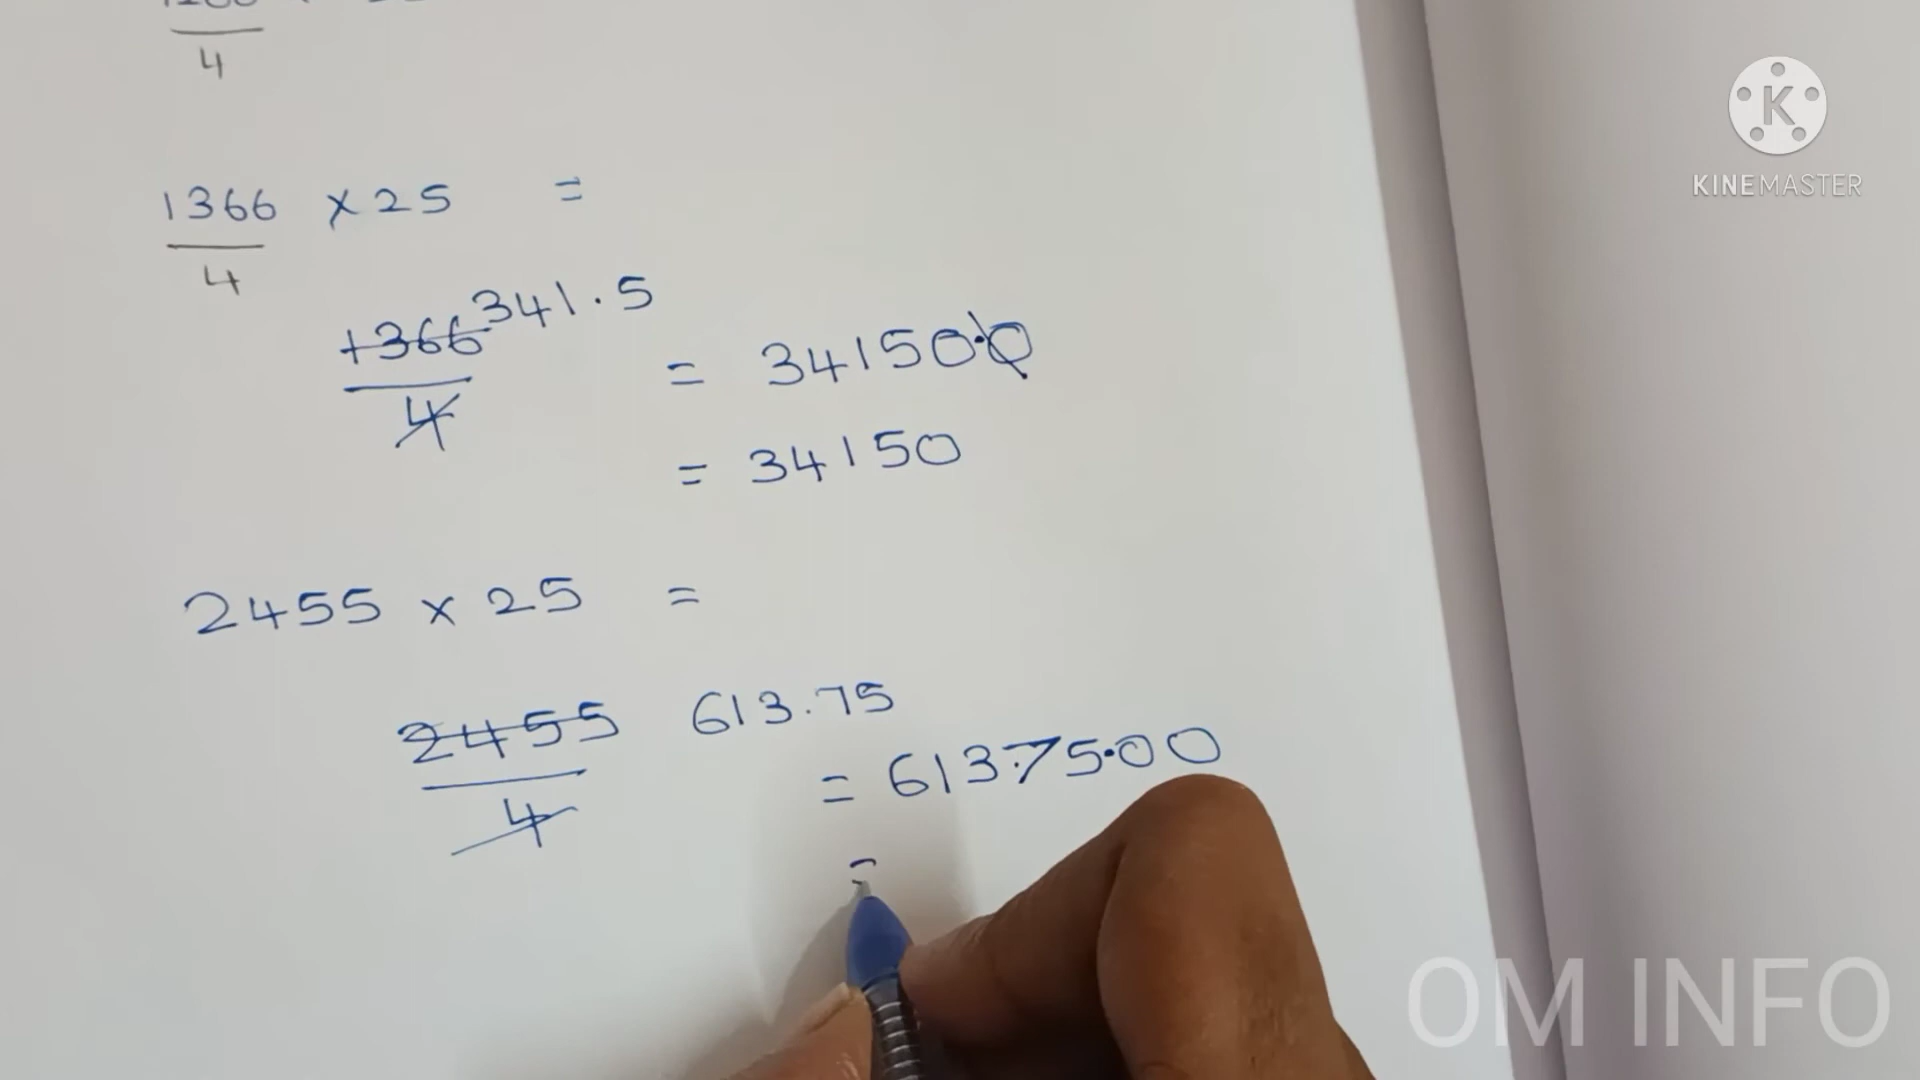 4
1366 × 25 =
4
1366 341.5
4
= 34150.0
= 34150
2455 × 25 =
2455 613.75
4
= 61375.00
=
K
KINEMASTER
OM INFO